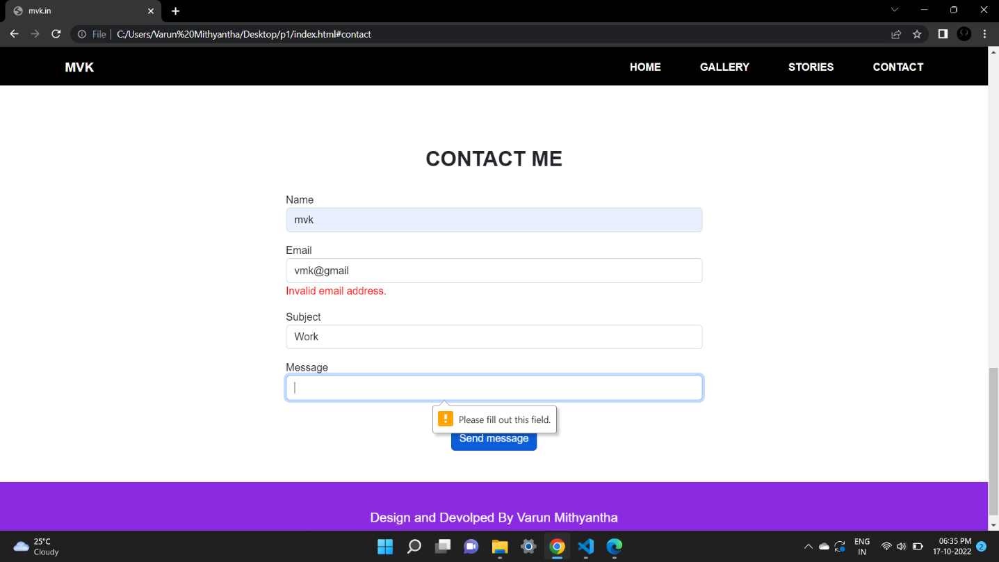 mvk.in
File C:/Users/Varun%20Mithyantha/Desktop/p1/index.html#contact
MVK HOME GALLERY STORIES CONTACT
CONTACT ME
Name
mvk
Email
vmk@gmail
Invalid email address.
Subject
Work
Message
Please fill out this field.
Send message
Design and Devolped By Varun Mithyantha
25°C
Cloudy
ENG
IN
06:35 PM
17-10-2022
2